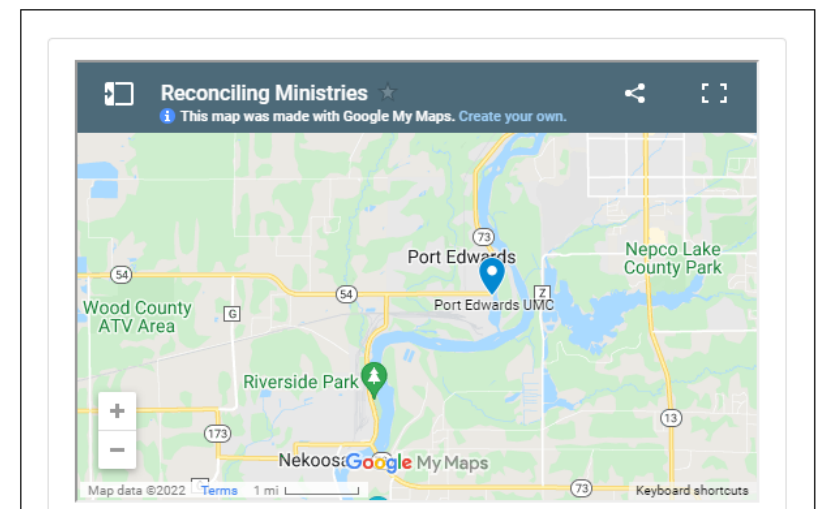 Reconciling Ministries
This map was made with Google My Maps. Create your own.
73
Port Edwards
Nepco Lake
County Park
54
54
Z
Port Edwards UMC
Wood County
ATV Area
G
Riverside Park
+
13
173
−
Nekoosa
Google My Maps
Map data ©2022 Terms 1 mi
73
Keyboard shortcuts